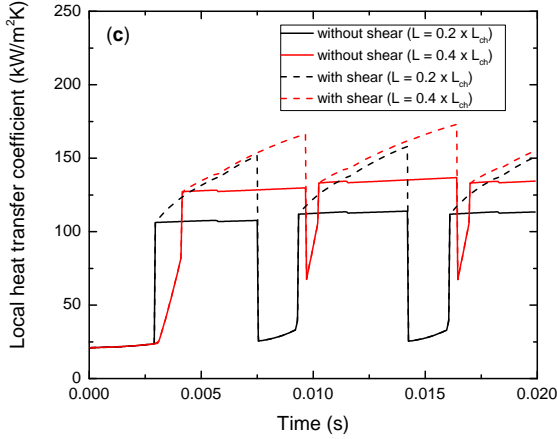 (c)
without shear (L = 0.2 x Lch)
without shear (L = 0.4 x Lch)
with shear (L = 0.2 x Lch)
with shear (L = 0.4 x Lch)
Local heat transfer coefficient (kW/m²K)
250
200
150
100
50
0
0.000 0.005 0.010 0.015 0.020
Time (s)